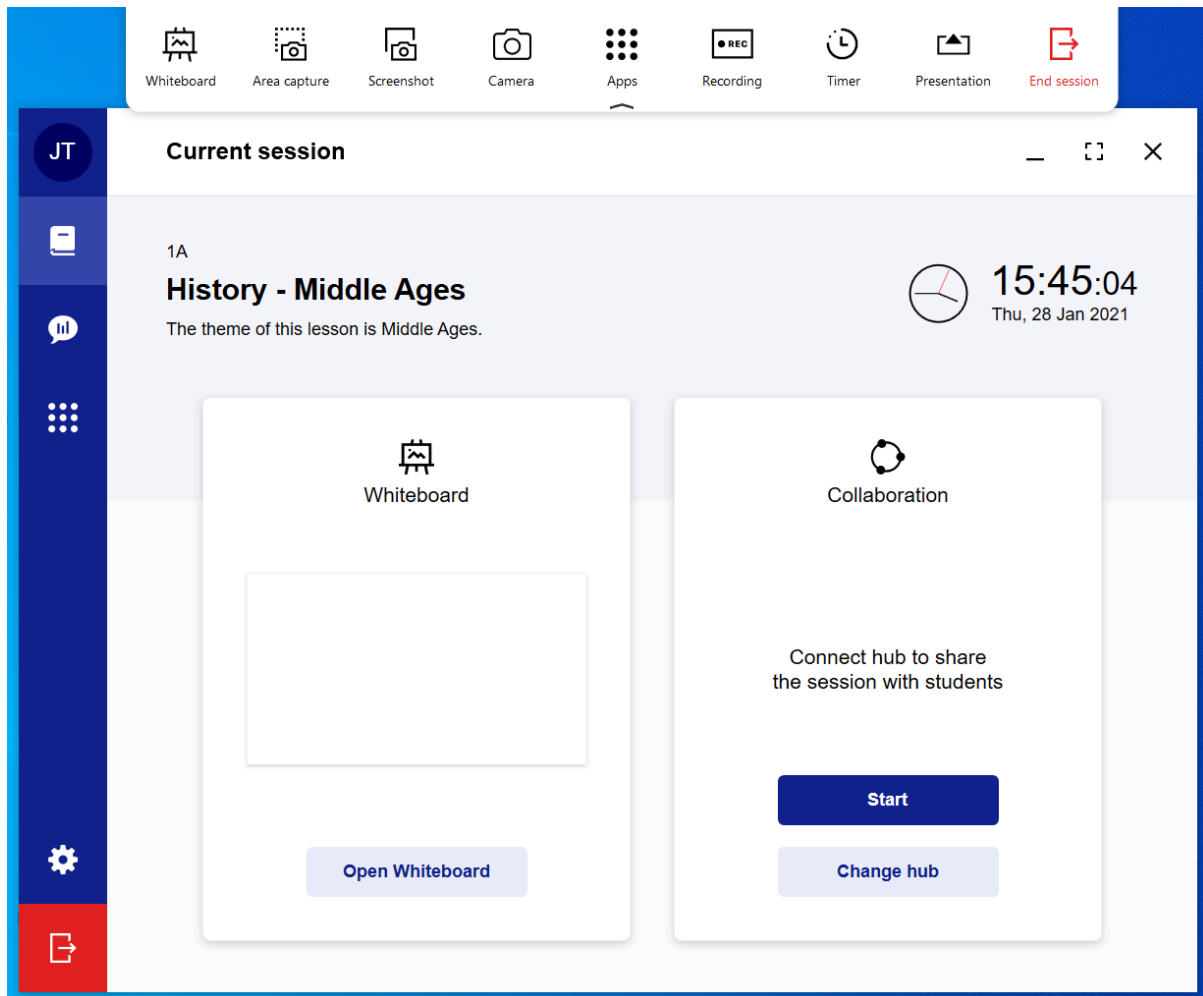 Whiteboard
Area capture
Screenshot
Camera
Apps
REC
Recording
Timer
Presentation
End session
JT
Current session
1A
History - Middle Ages
The theme of this lesson is Middle Ages.
15:45:04
Thu, 28 Jan 2021
Whiteboard
Open Whiteboard
Collaboration
Connect hub to share
the session with students
Start
Change hub